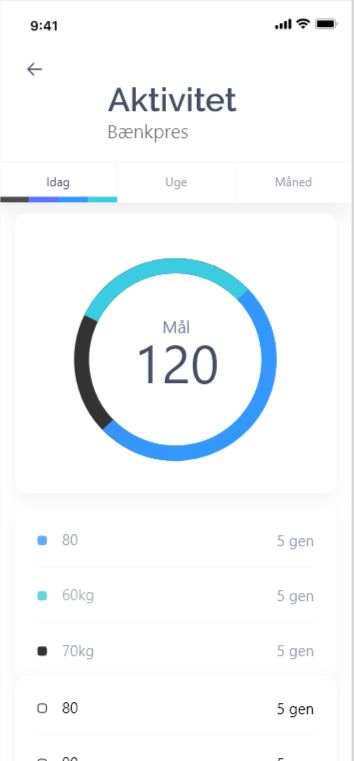 9:41
Aktivitet
Bænkpres
Idag Uge Måned
Mål
120
80 5 gen
60kg 5 gen
70kg 5 gen
80 5 gen